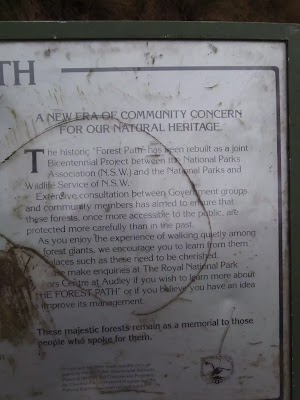 TH
A NEW ERA OF COMMUNITY CONCERN
FOR OUR NATURAL HERITAGE
The historic "Forest Path" has been rebuilt as a joint
Bicentennial Project between the National Parks
Association (N.S.W.) and the National Parks and
Wildlife Service of N.S.W.
Extensive consultation between Government groups
and community members has aimed to ensure that
these forests, once more accessible to the public, are
protected more carefully than in the past.
As you enjoy the experience of walking quietly among
forest giants, we encourage you to learn from them
places such as these need to be cherished.
make enquiries at The Royal National Park
Centre at Audley if you wish to learn more about
THE FOREST PATH" or if you believe you have an idea
improve its management.
These majestic forests remain as a memorial to those
people who spoke for them.